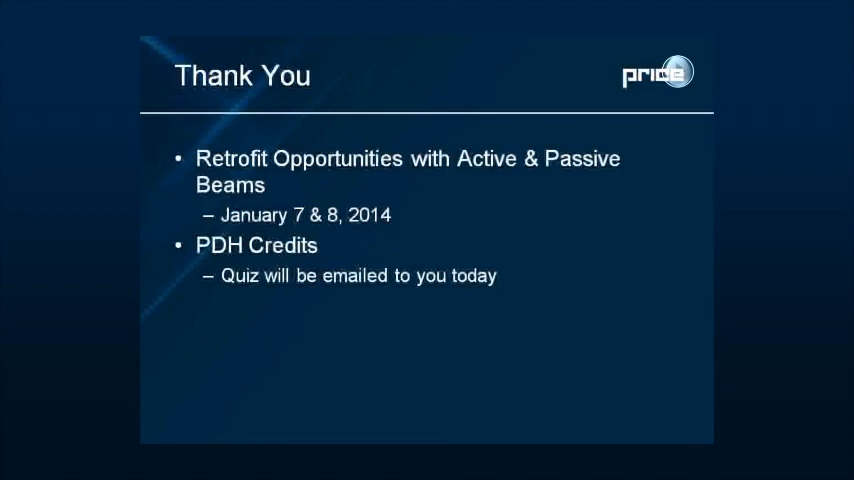 Thank You
price
• Retrofit Opportunities with Active & Passive
Beams
– January 7 & 8, 2014
• PDH Credits
– Quiz will be emailed to you today